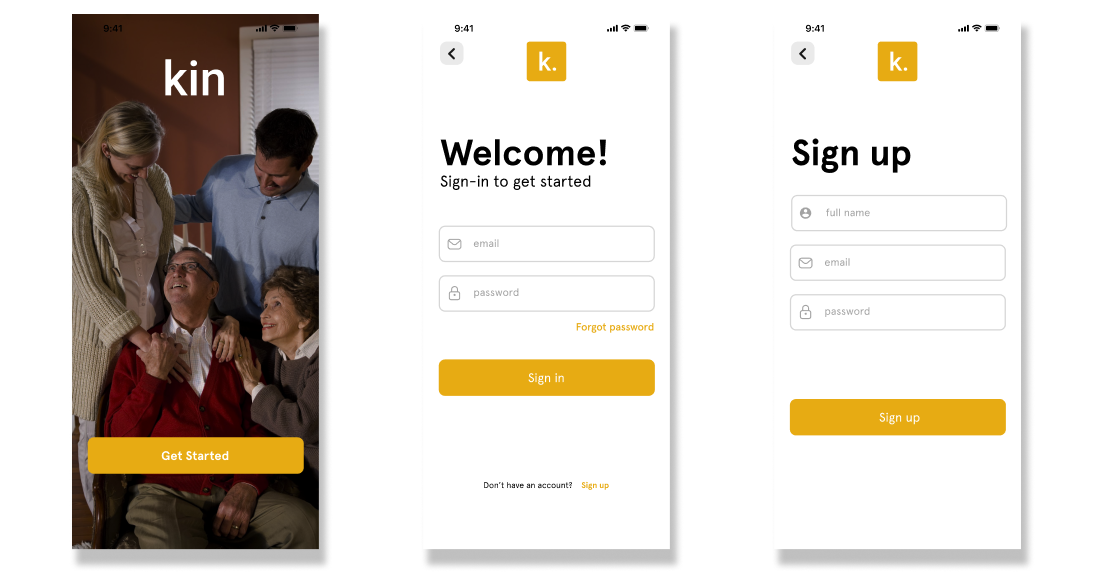 9:41
kin
Get Started
9:41
k.
Welcome!
Sign-in to get started
email
password
Forgot password
Sign in
Don't have an account? Sign up
9:41
k.
Sign up
full name
email
password
Sign up